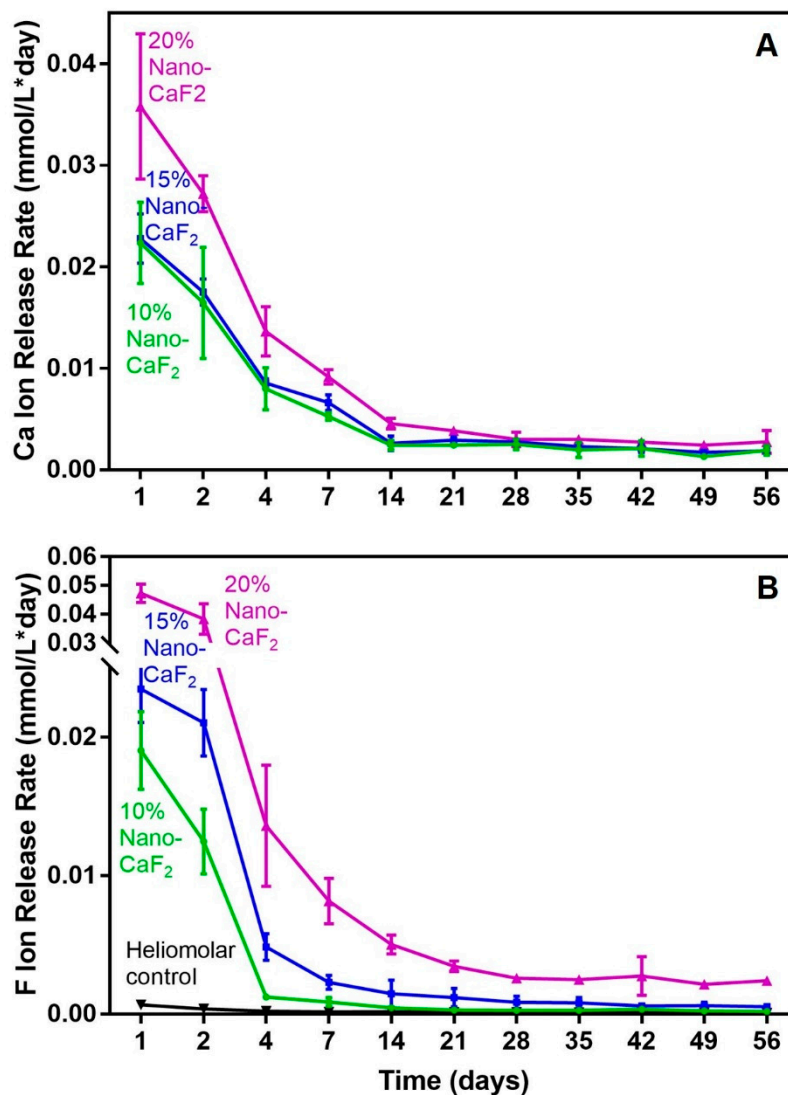 A
Ca Ion Release Rate (mmol/L*day)
0.04
0.03
0.02
0.01
0.00
20%
Nano-
CaF2
15%
Nano-
CaF₂
10%
Nano-
CaF₂
1 2 4 7 14 21 28 35 42 49 56
B
F Ion Release Rate (mmol/L*day)
0.06
0.05
0.04
0.03
0.02
0.01
0.00
20%
Nano-
CaF₂
15%
Nano-
CaF₂
10%
Nano-
CaF₂
Heliomolar
control
1 2 4 7 14 21 28 35 42 49 56
Time (days)